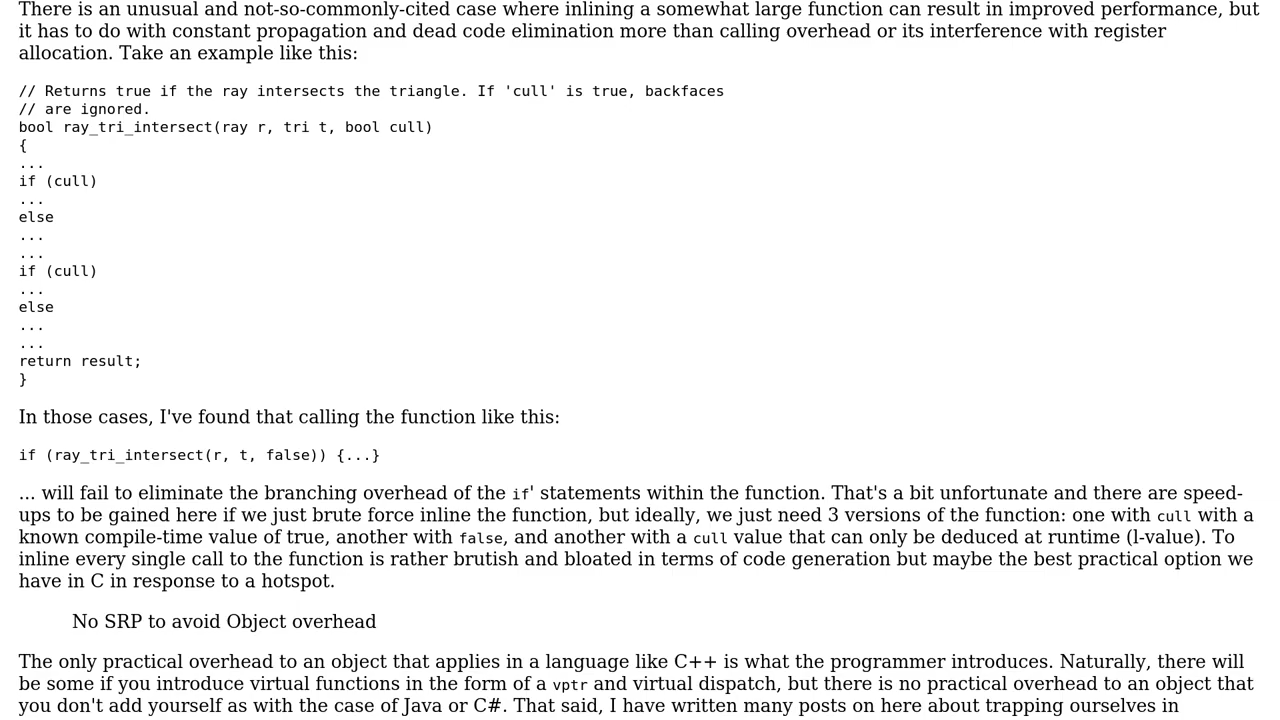 There is an unusual and not-so-commonly-cited case where inlining a somewhat large function can result in improved performance, but
it has to do with constant propagation and dead code elimination more than calling overhead or its interference with register
allocation. Take an example like this:
// Returns true if the ray intersects the triangle. If 'cull' is true, backfaces
// are ignored.
bool ray_tri_intersect(ray r, tri t, bool cull)
{
...
if (cull)
...
else
...
...
if (cull)
...
else
...
...
return result;
}
In those cases, I've found that calling the function like this:
if (ray_tri_intersect(r, t, false)) {...}
... will fail to eliminate the branching overhead of the if' statements within the function. That's a bit unfortunate and there are speed-
ups to be gained here if we just brute force inline the function, but ideally, we just need 3 versions of the function: one with cull with a
known compile-time value of true, another with false, and another with a cull value that can only be deduced at runtime (l-value). To
inline every single call to the function is rather brutish and bloated in terms of code generation but maybe the best practical option we
have in C in response to a hotspot.
No SRP to avoid Object overhead
The only practical overhead to an object that applies in a language like C++ is what the programmer introduces. Naturally, there will
be some if you introduce virtual functions in the form of a vptr and virtual dispatch, but there is no practical overhead to an object that
you don't add yourself as with the case of Java or C#. That said, I have written many posts on here about trapping ourselves in